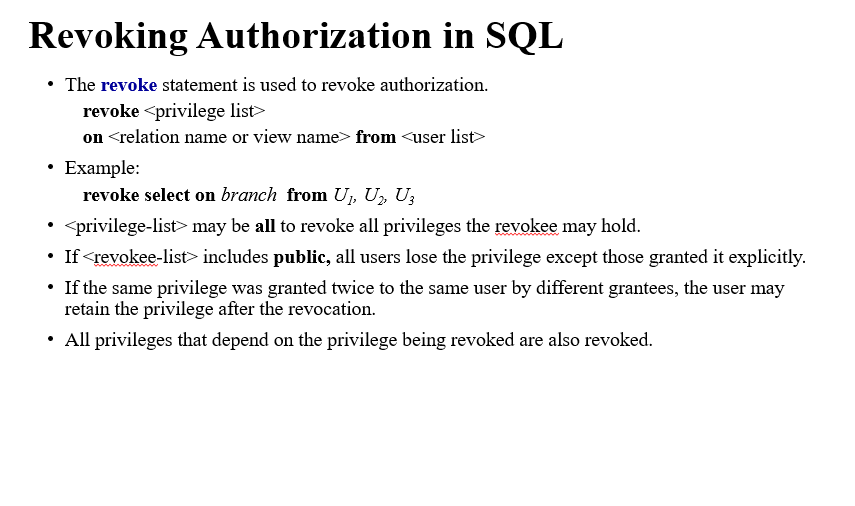 Revoking Authorization in SQL
• The revoke statement is used to revoke authorization.
revoke <privilege list>
on <relation name or view name> from <user list>
• Example:
revoke select on branch from U1, U2, U3
• <privilege-list> may be all to revoke all privileges the revokee may hold.
• If <revokee-list> includes public, all users lose the privilege except those granted it explicitly.
• If the same privilege was granted twice to the same user by different grantees, the user may
retain the privilege after the revocation.
• All privileges that depend on the privilege being revoked are also revoked.